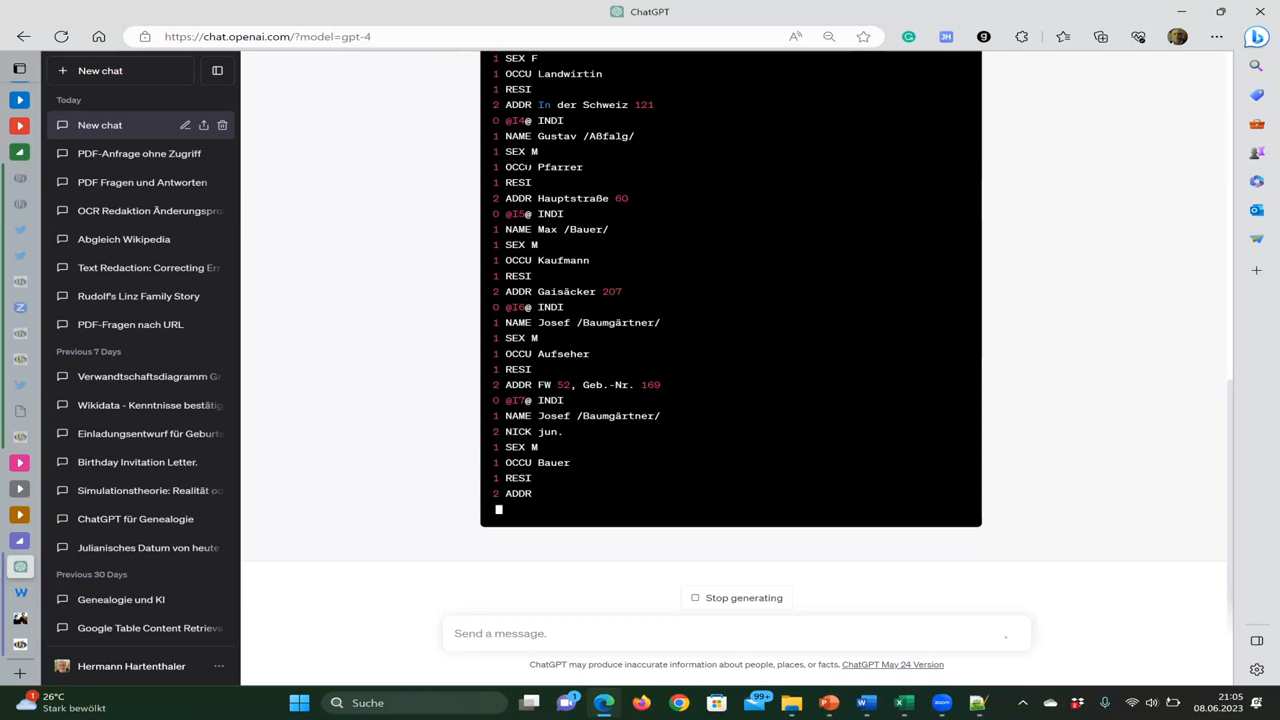 ChatGPT
https://chat.openai.com/?model=gpt-4
New chat
Today
New chat
PDF-Anfrage ohne Zugriff
PDF Fragen und Antworten
OCR Redaktion Änderungspro
Abgleich Wikipedia
Text Redaction: Correcting Err
Rudolf's Linz Family Story
PDF-Fragen nach URL
Previous 7 Days
Verwandtschaftsdiagramm Gr
Wikidata - Kenntnisse bestätig
Einladungsentwurf für Geburts
Birthday Invitation Letter.
Simulationstheorie: Realität od
ChatGPT für Genealogie
Julianisches Datum von heute
Previous 30 Days
Genealogie und KI
Google Table Content Retrieva
Hermann Hartenthaler
1 SEX F
1 OCCU Landwirtin
1 RESI
2 ADDR In der Schweiz 121
0 @I4@ INDI
1 NAME Gustav /Aßfalg/
1 SEX M
1 OCCU Pfarrer
1 RESI
2 ADDR Hauptstraße 60
0 @I5@ INDI
1 NAME Max /Bauer/
1 SEX M
1 OCCU Kaufmann
1 RESI
2 ADDR Gaisäcker 207
0 @I6@ INDI
1 NAME Josef /Baumgärtner/
1 SEX M
1 OCCU Aufseher
1 RESI
2 ADDR FW 52, Geb.-Nr. 169
0 @I7@ INDI
1 NAME Josef /Baumgärtner/
2 NICK jun.
1 SEX M
1 OCCU Bauer
1 RESI
2 ADDR
Stop generating
Send a message.
ChatGPT may produce inaccurate information about people, places, or facts. ChatGPT May 24 Version
26°C
Stark bewölkt
Suche
99+
21:05
08.06.2023